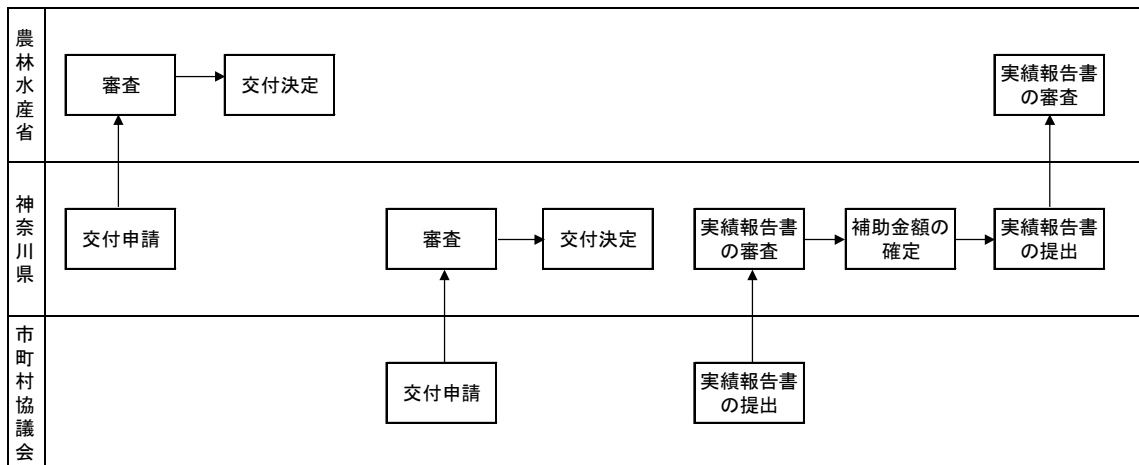 農林水産省
審査
交付決定
実績報告書
の審査
神奈川県
交付申請
審査
交付決定
実績報告書
の審査
補助金額の
確定
実績報告書
の提出
市町村協議会
交付申請
実績報告書
の提出